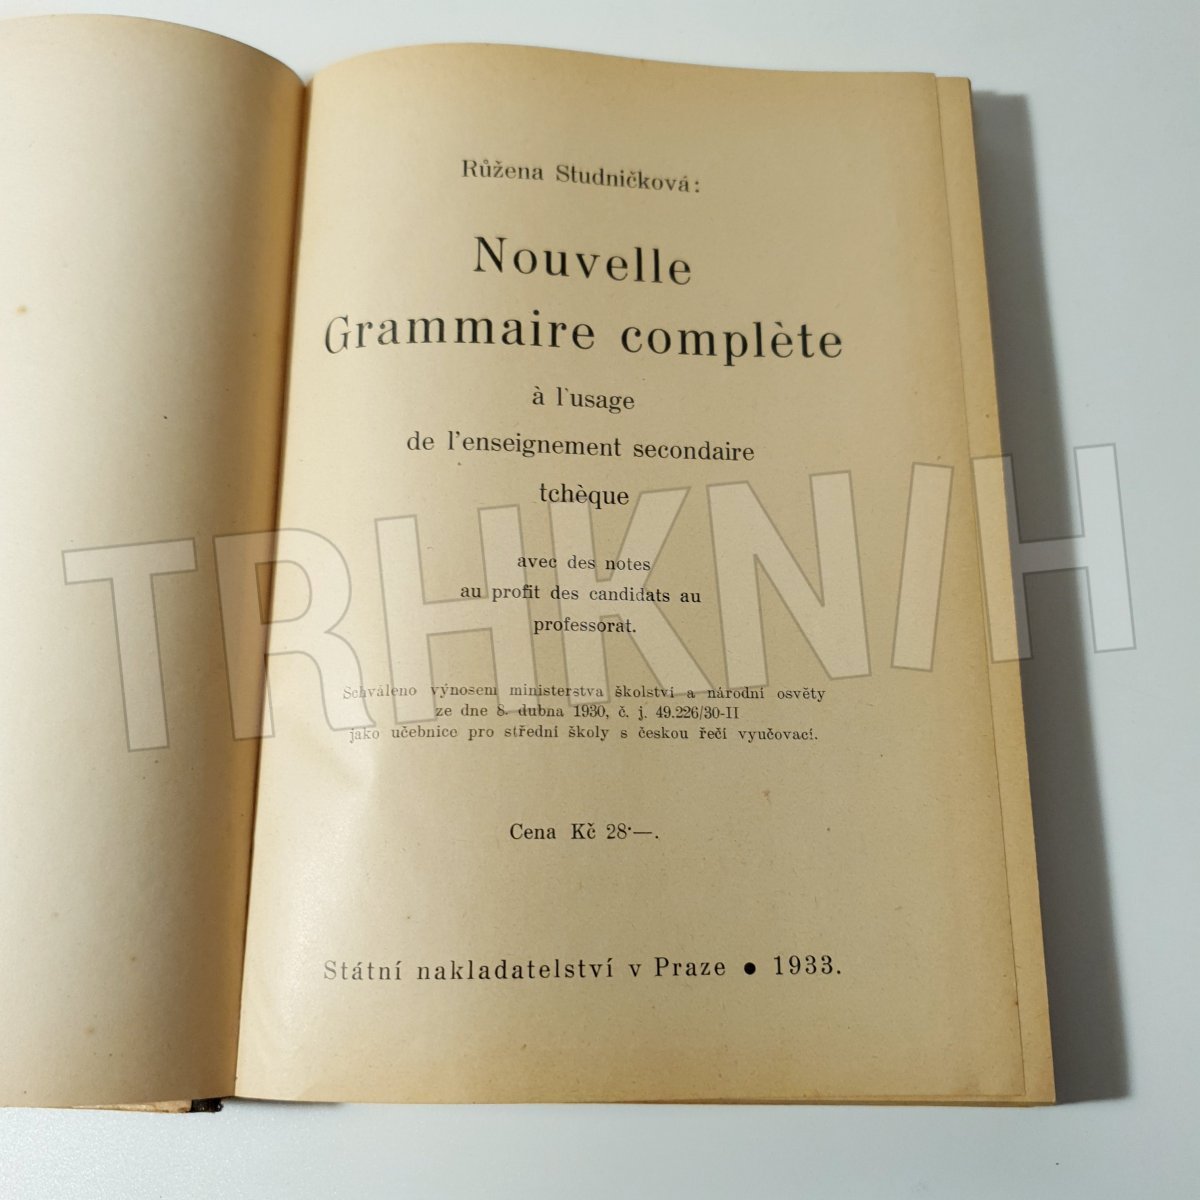 Růžena Studničková:
Nouvelle
Grammaire complète
à l'usage
de l'enseignement secondaire
tchèque
avec des notes
au profit des candidats au
professorat.
Schváleno výnosem ministerstva školství a národní osvěty
ze dne 8. dubna 1930, č. j. 49.226/30-II
jako učebnice pro střední školy s českou řečí vyučovací.
Cena Kč 28·—.
Státní nakladatelství v Praze ● 1933.
TRHKNIH